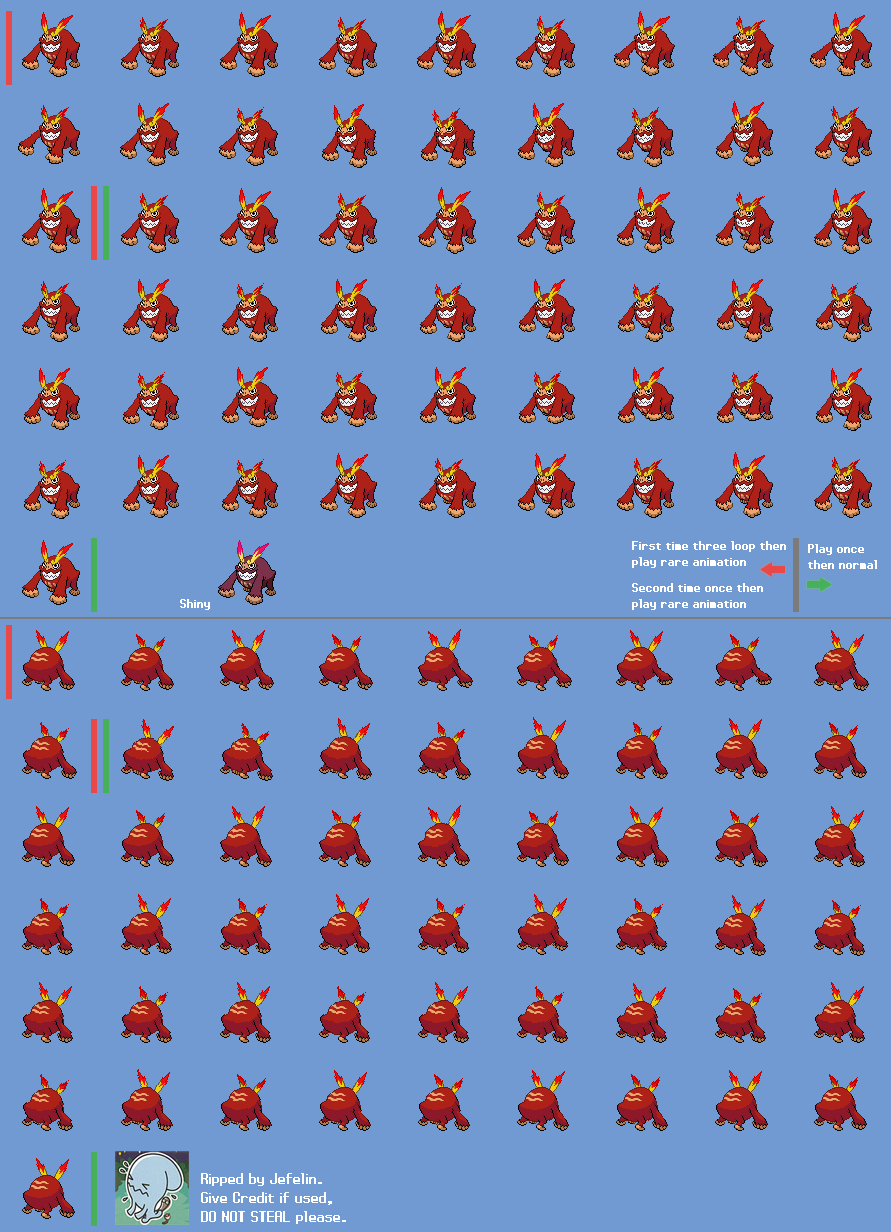 First time three loop then
play rare animation
Second time once then
play rare animation
Play once
then normal
Shiny
Ripped by Jefelin.
Give Credit if used,
DO NOT STEAL please.